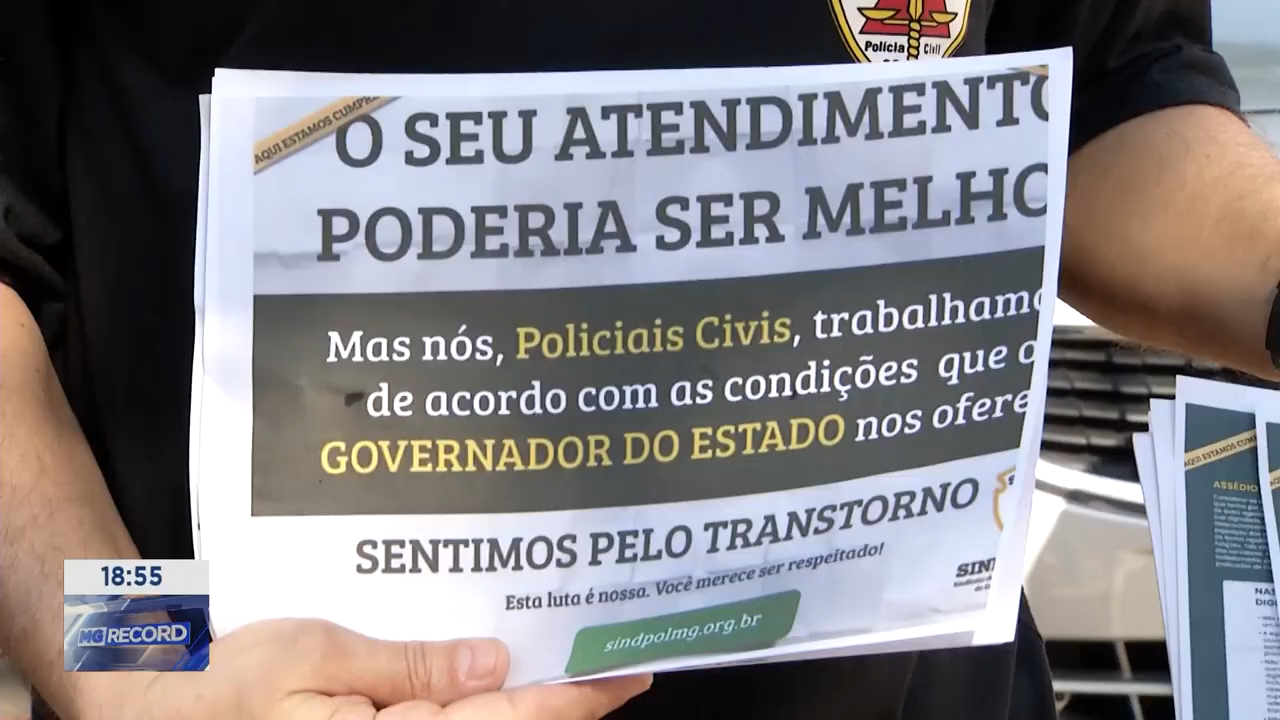 Polícia Civil
AQUI ESTAMOS CUMPR
O SEU ATENDIMENTO
PODERIA SER MELHO
Mas nós, Policiais Civis, trabalhamo
de acordo com as condições que o
GOVERNADOR DO ESTADO nos ofere
SENTIMOS PELO TRANSTORNO
Esta luta é nossa. Você merece ser respeitado!
SIN
sindpolmg.org.br
AQUI ESTAMOS CUM
ASSÉDIO
18:55
MG RECORD